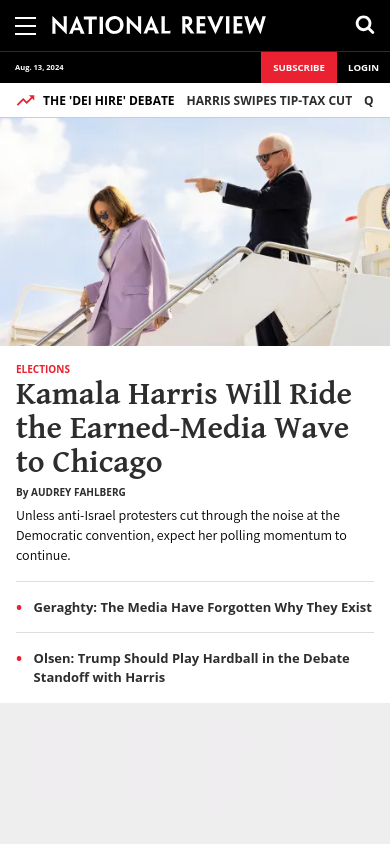 NATIONAL REVIEW
Aug. 13, 2024
SUBSCRIBE
LOGIN
THE 'DEI HIRE' DEBATE HARRIS SWIPES TIP-TAX CUT Q
ELECTIONS
Kamala Harris Will Ride
the Earned-Media Wave
to Chicago
By AUDREY FAHLBERG
Unless anti-Israel protesters cut through the noise at the
Democratic convention, expect her polling momentum to
continue.
• Geraghty: The Media Have Forgotten Why They Exist
• Olsen: Trump Should Play Hardball in the Debate
Standoff with Harris